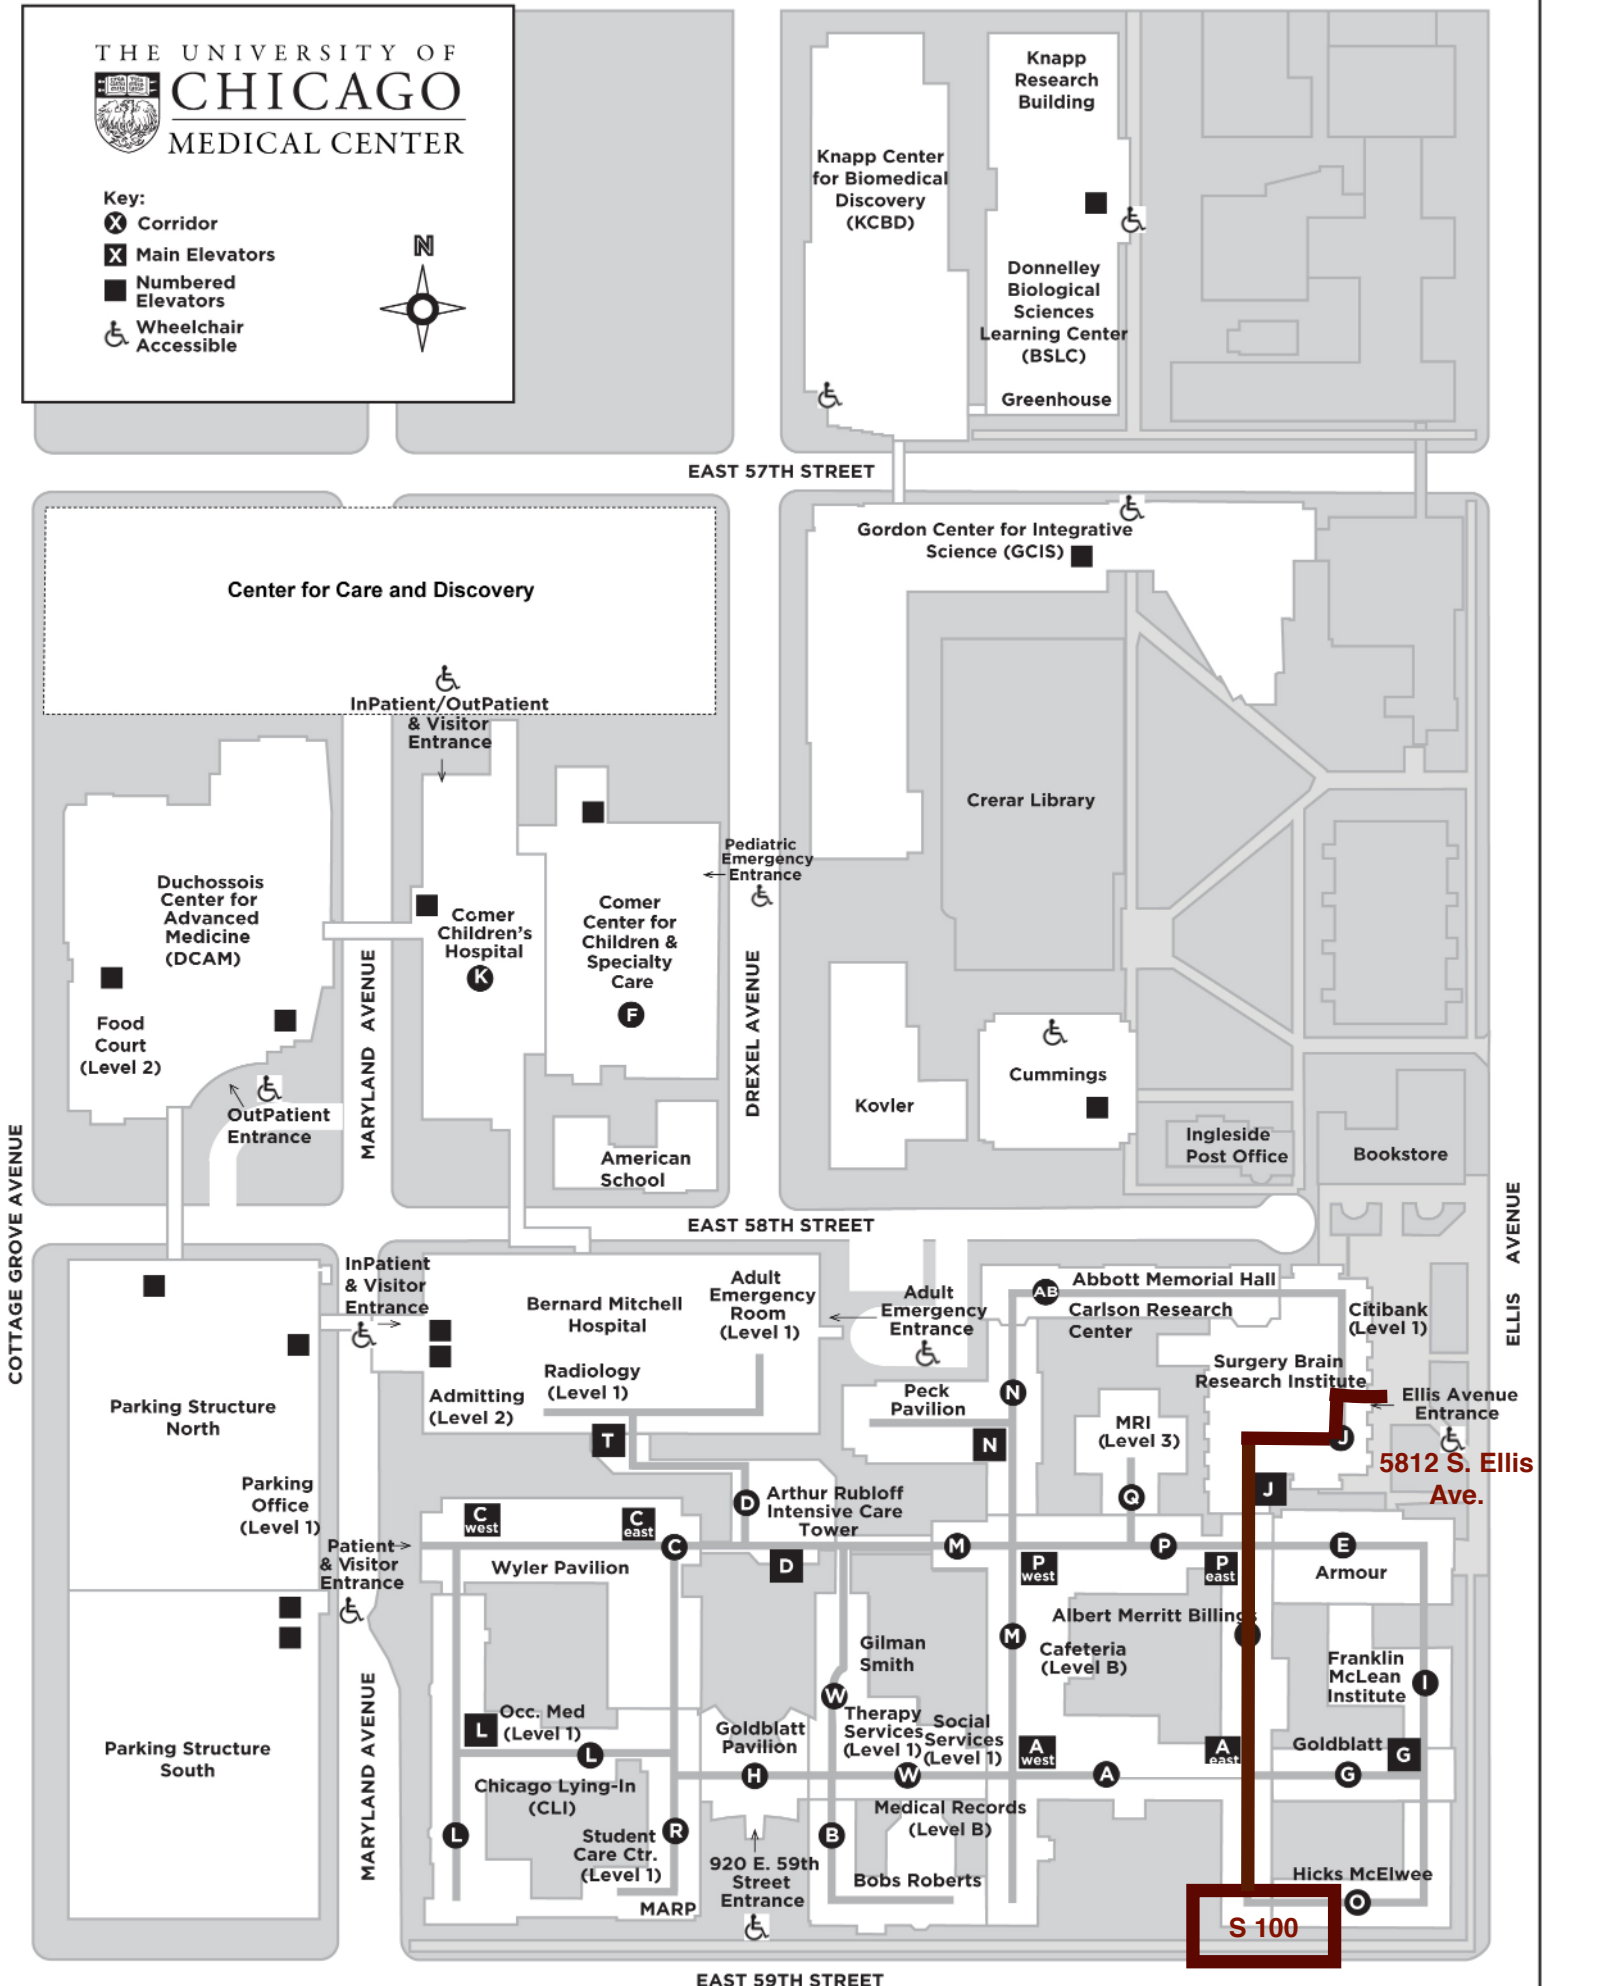 THE UNIVERSITY OF
CHICAGO
MEDICAL CENTER
Key:
X Corridor
X Main Elevators
Numbered
Elevators
Wheelchair
Accessible
N
Knapp
Research
Building
Knapp Center
for Biomedical
Discovery
(KCBD)
Donnelley
Biological
Sciences
Learning Center
(BSLC)
Greenhouse
EAST 57TH STREET
Gordon Center for Integrative
Science (GCIS)
Center for Care and Discovery
InPatient/OutPatient
& Visitor
Entrance
Crerar Library
Pediatric
Emergency
Entrance
Duchossois
Center for
Advanced
Medicine
(DCAM)
Comer
Children's
Hospital
K
Comer
Center for
Children &
Specialty
Care
F
Food
Court
(Level 2)
OutPatient
Entrance
MARYLAND AVENUE
DREXEL AVENUE
COTTAGE GROVE AVENUE
ELLIS AVENUE
Cummings
Kovler
Ingleside
Post Office
Bookstore
American
School
EAST 58TH STREET
InPatient
& Visitor
Entrance
Bernard Mitchell
Hospital
Adult
Emergency
Room
(Level 1)
Adult
Emergency
Entrance
AB
Abbott Memorial Hall
Carlson Research
Center
Citibank
(Level 1)
Surgery Brain
Research Institute
Ellis Avenue
Entrance
5812 S. Ellis
Ave.
Radiology
(Level 1)
Admitting
(Level 2)
Peck
Pavilion
N
N
MRI
(Level 3)
J
J
T
Q
Parking Structure
North
Parking
Office
(Level 1)
C
west
C
east
D
Arthur Rubloff
Intensive Care
Tower
Patient
& Visitor
Entrance
C
D
M
P
E
Wyler Pavilion
P
west
P
east
Armour
Albert Merritt Billings
M
Cafeteria
(Level B)
Gilman
Smith
Franklin
McLean
Institute
I
W
MARYLAND AVENUE
L
Occ. Med
(Level 1)
L
Goldblatt
Pavilion
Therapy
Services
(Level 1)
Social
Services
(Level 1)
A
west
A
east
Goldblatt
G
Parking Structure
South
H
W
A
G
Chicago Lying-In
(CLI)
Medical Records
(Level B)
L
Student
Care Ctr.
(Level 1)
R
B
920 E. 59th
Street
Entrance
Bobs Roberts
Hicks McElwee
O
MARP
S 100
EAST 59TH STREET